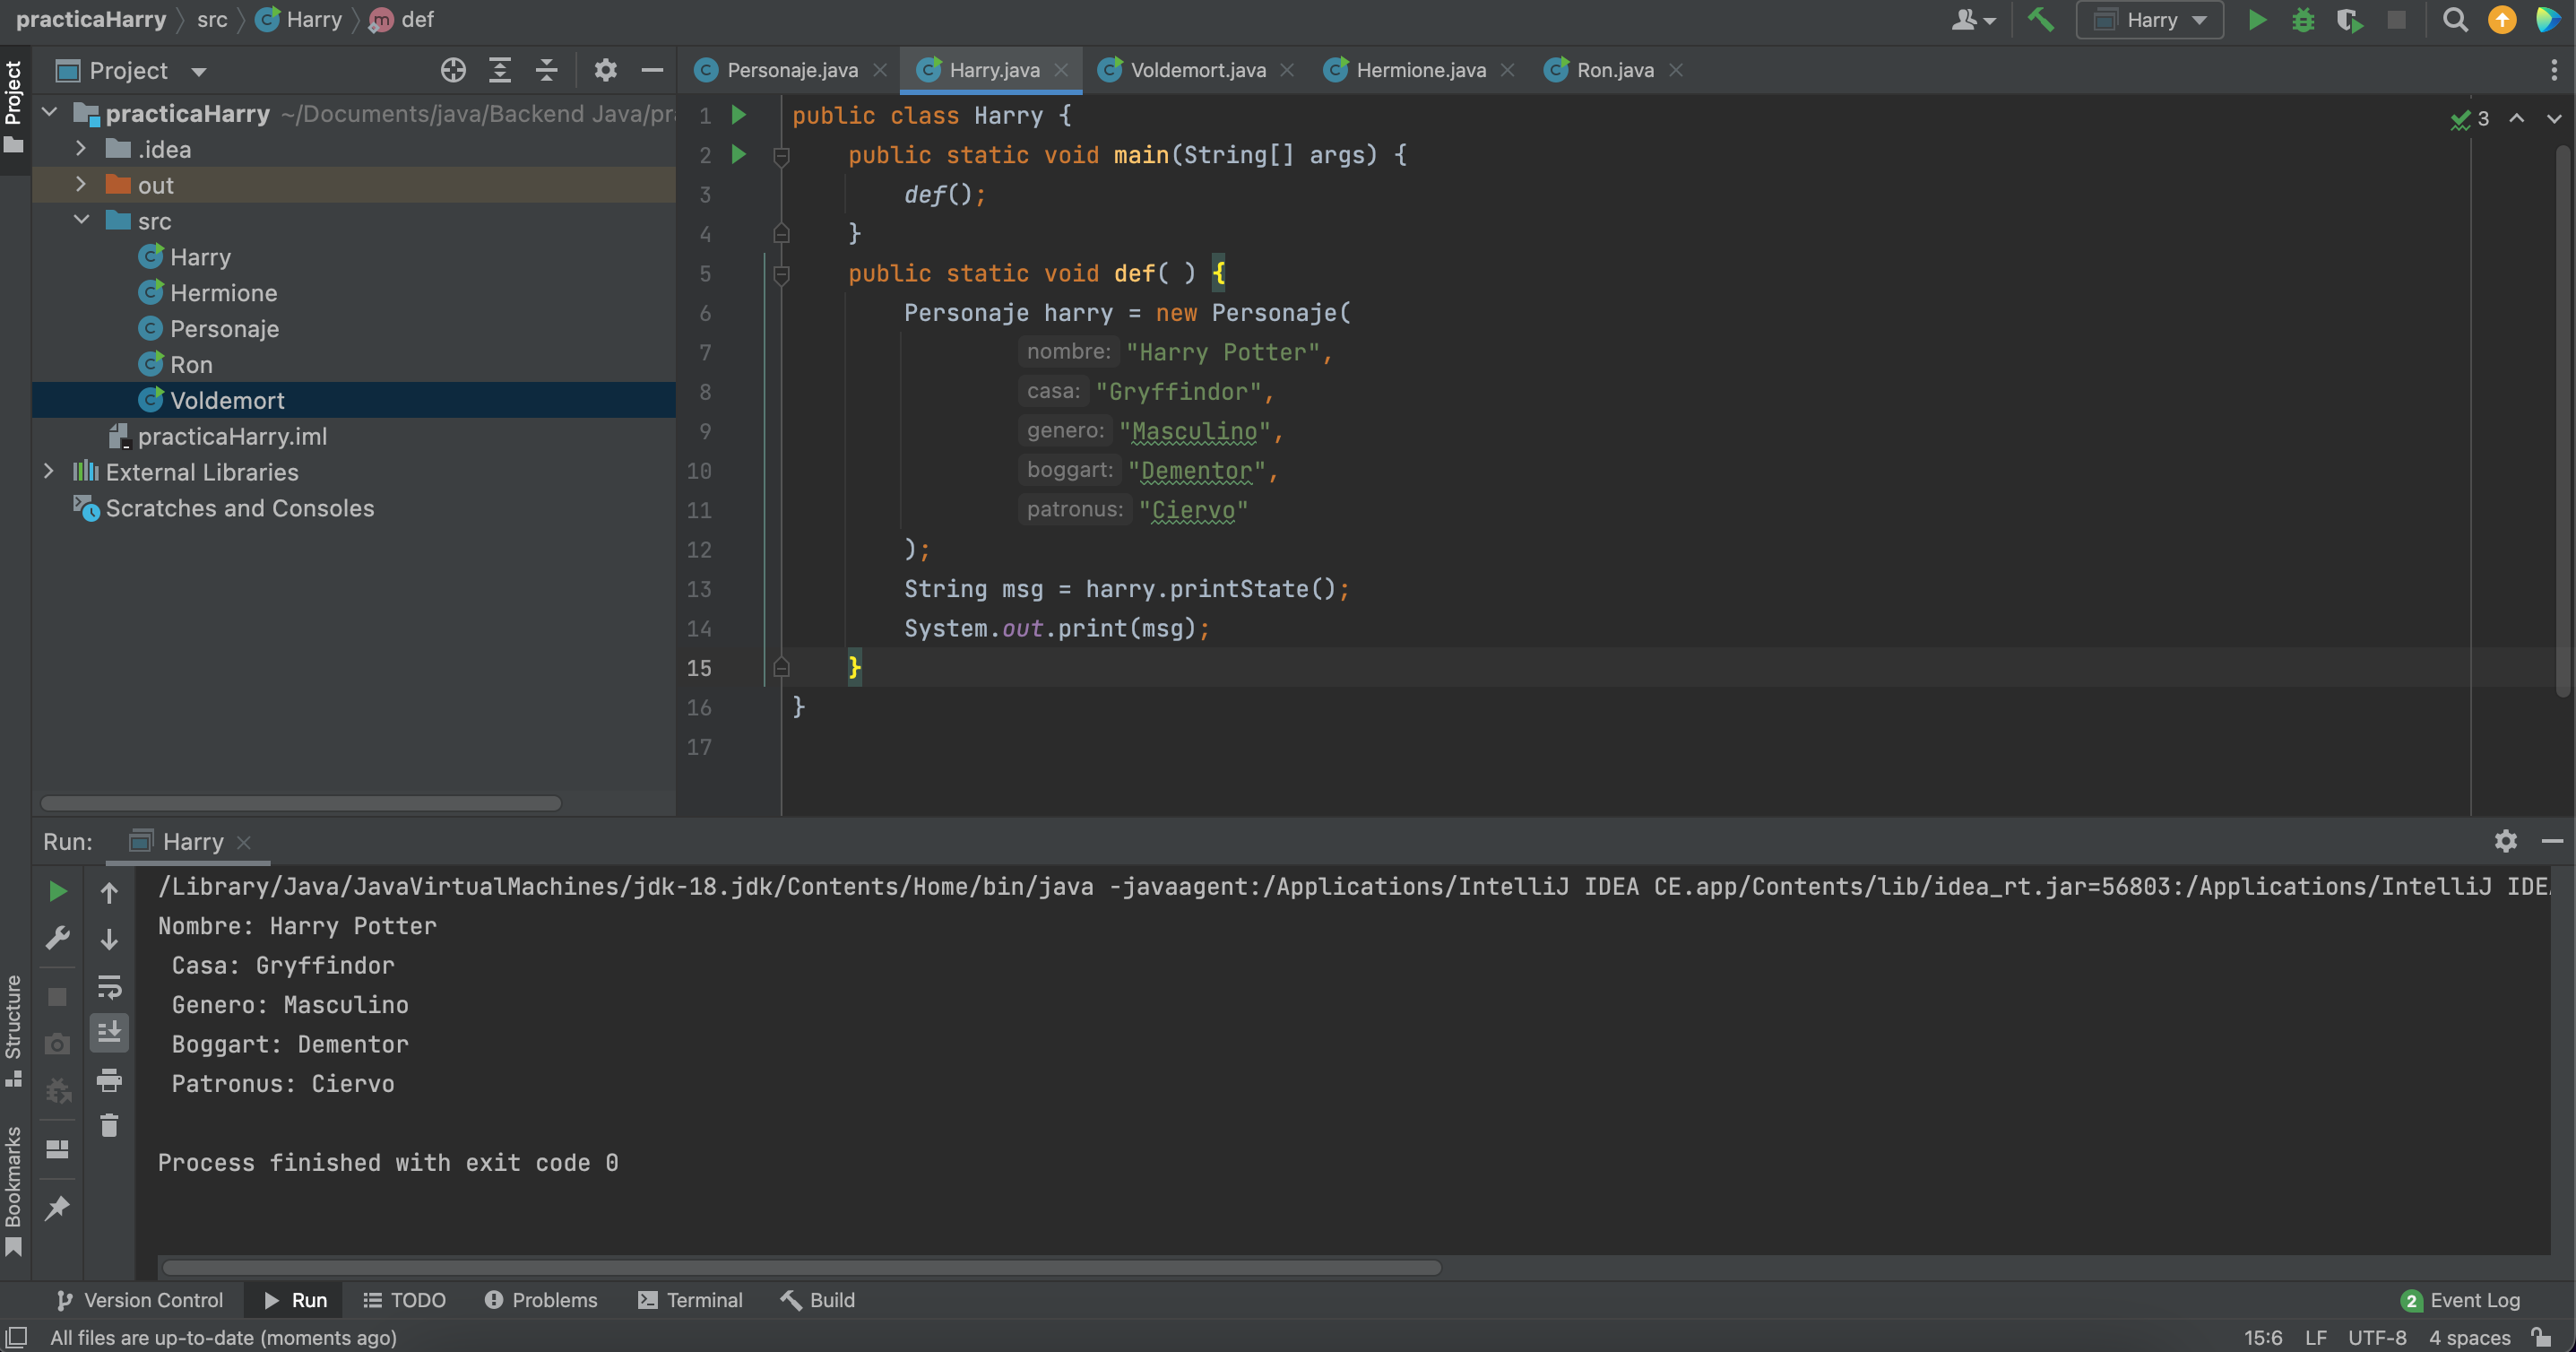 practicaHarry src Harry m def Harry
Project
Project Personaje.java Harry.java Voldemort.java Hermione.java Ron.java
practicaHarry ~/Documents/java/Backend Java/pr
.idea
out
src
Harry
Hermione
Personaje
Ron
Voldemort
practicaHarry.iml
External Libraries
Scratches and Consoles
1 public class Harry {
2 public static void main(String[] args) {
3 def();
4 }
5 public static void def( ) {
6 Personaje harry = new Personaje(
7 nombre: "Harry Potter",
8 casa: "Gryffindor",
9 genero: "Masculino",
10 boggart: "Dementor",
11 patronus: "Ciervo"
12 );
13 String msg = harry.printState();
14 System.out.print(msg);
15 }
16 }
17
3
Run: Harry
/Library/Java/JavaVirtualMachines/jdk-18.jdk/Contents/Home/bin/java -javaagent:/Applications/IntelliJ IDEA CE.app/Contents/lib/idea_rt.jar=56803:/Applications/IntelliJ IDE
Nombre: Harry Potter
Casa: Gryffindor
Genero: Masculino
Boggart: Dementor
Patronus: Ciervo
Process finished with exit code 0
Structure
Bookmarks
Version Control Run TODO Problems Terminal Build 2 Event Log
All files are up-to-date (moments ago) 15:6 LF UTF-8 4 spaces